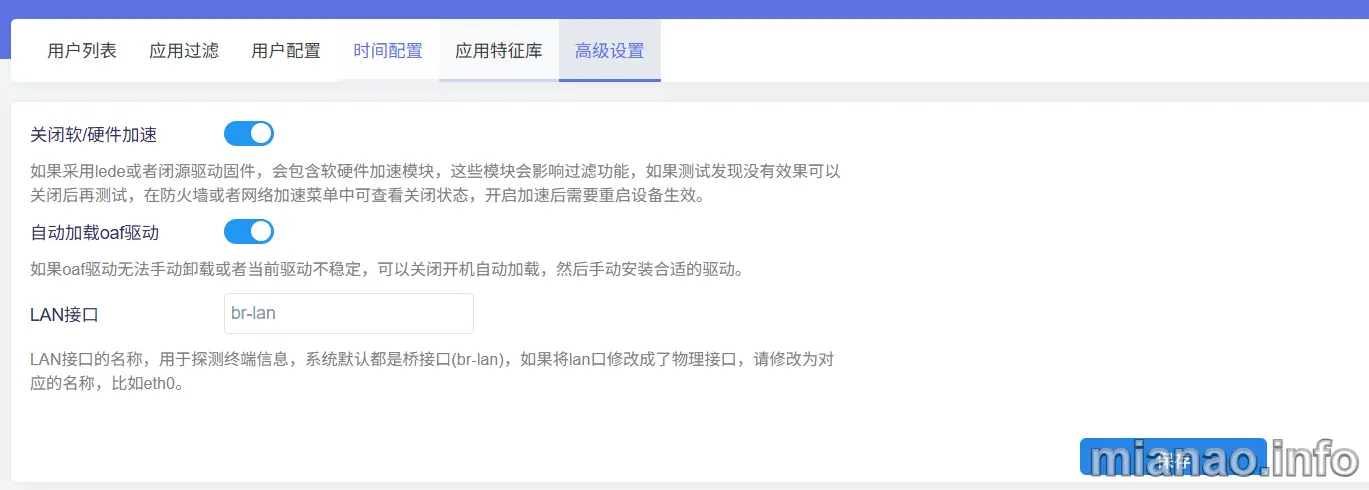 用户列表 应用过滤 用户配置 时间配置 应用特征库 高级设置
关闭软/硬件加速
如果采用lede或者闭源驱动固件，会包含软硬件加速模块，这些模块会影响过滤功能，如果测试发现没有效果可以
关闭后再测试，在防火墙或者网络加速菜单中可查看关闭状态，开启加速后需要重启设备生效。
自动加载oaf驱动
如果oaf驱动无法手动卸载或者当前驱动不稳定，可以关闭开机自动加载，然后手动安装合适的驱动。
LAN接口 br-lan
LAN接口的名称，用于探测终端信息，系统默认都是桥接口(br-lan)，如果将lan口修改成了物理接口，请修改为对
应的名称，比如eth0。
保存
mianao.info